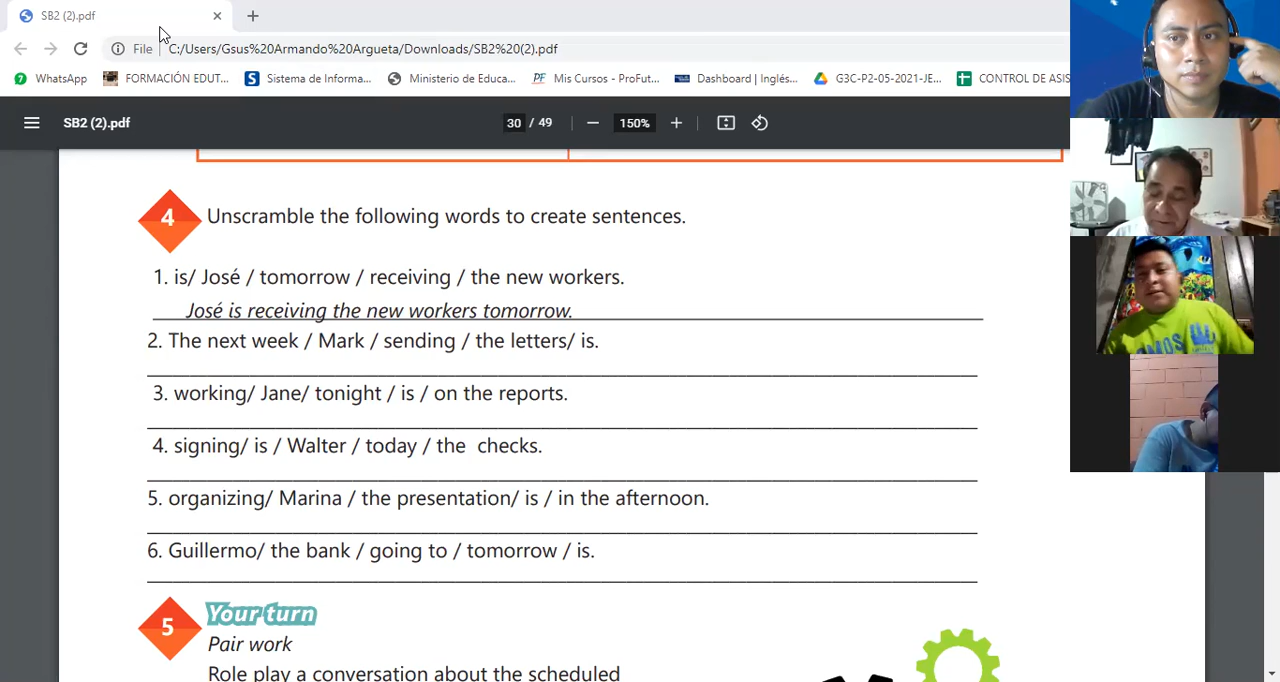 SB2 (2).pdf
File C:/Users/Gsus%20Armando%20Argueta/Downloads/SB2%20(2).pdf
WhatsApp FORMACIÓN EDUT... Sistema de Informa... Ministerio de Educa... PF Mis Cursos - ProFut... Dashboard | Inglés,... G3C-P2-05-2021-JE... CONTROL DE ASIS
SB2 (2).pdf 30 / 49 150%
4 Unscramble the following words to create sentences.
1. is/ José / tomorrow / receiving / the new workers.
José is receiving the new workers tomorrow.
2. The next week / Mark / sending / the letters/ is.
3. working/ Jane/ tonight / is / on the reports.
4. signing/ is / Walter / today / the checks.
5. organizing/ Marina / the presentation/ is / in the afternoon.
6. Guillermo/ the bank / going to / tomorrow / is.
5 Your turn
Pair work
Role play a conversation about the scheduled